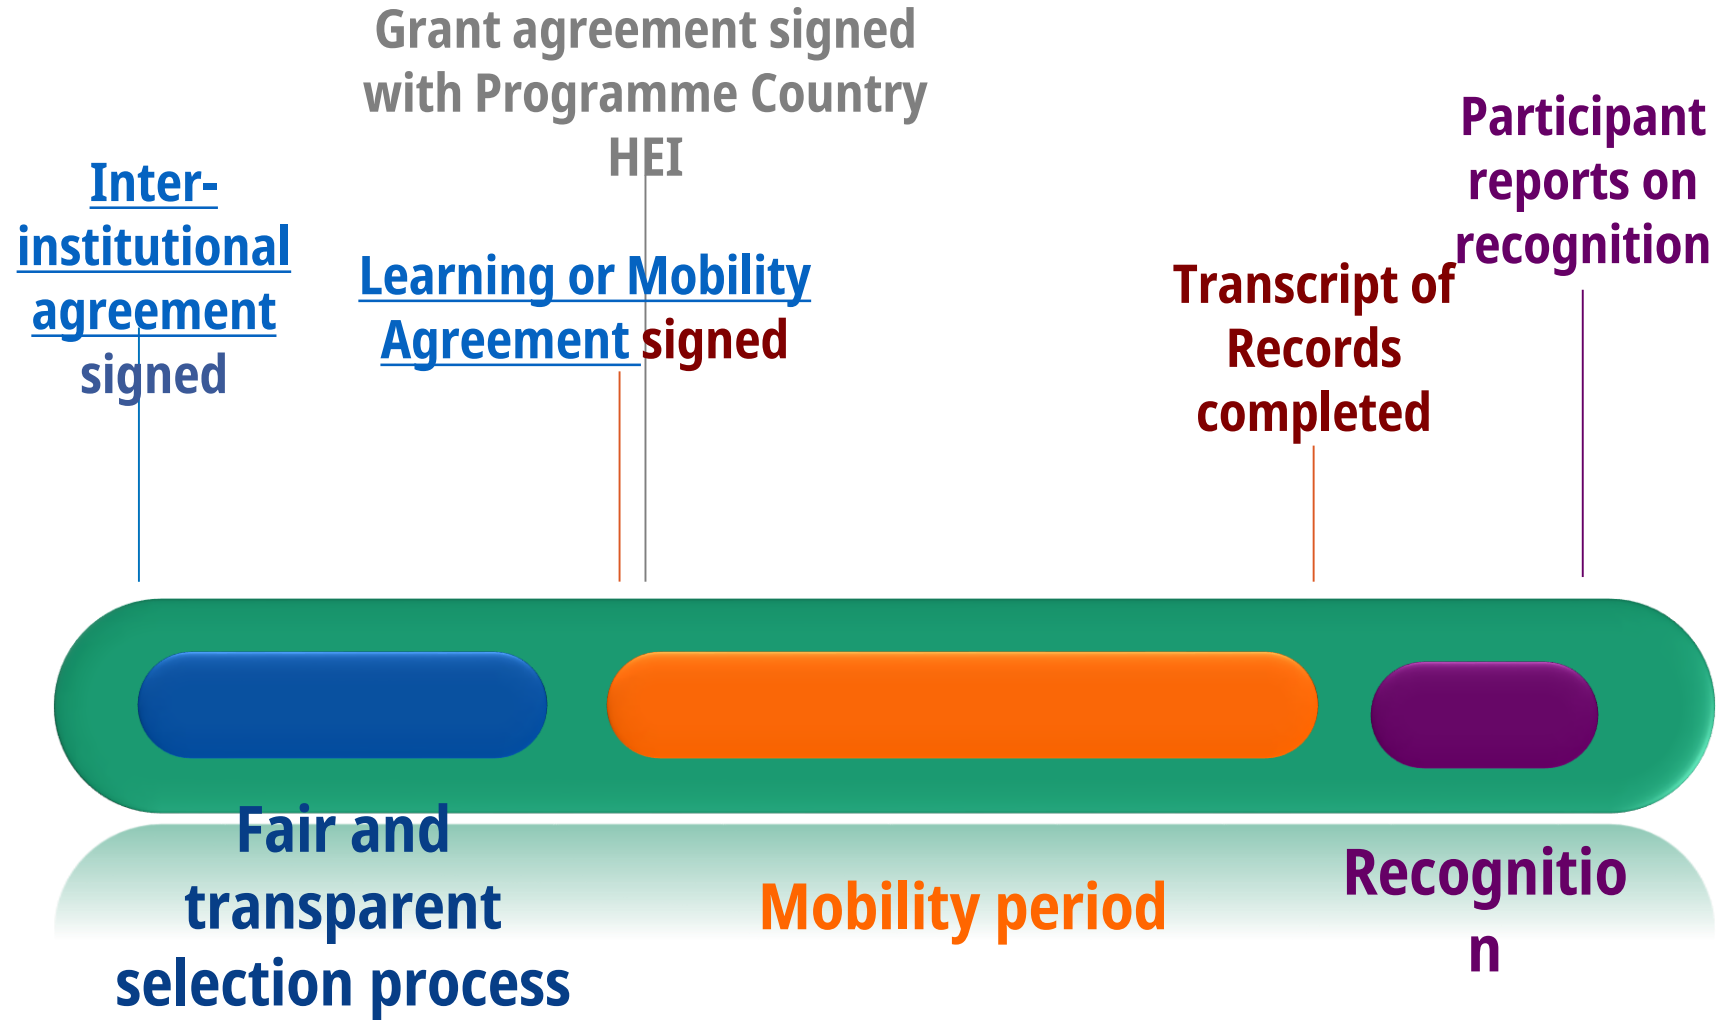 Grant agreement signed
with Programme Country
HEI
Inter-
institutional
agreement
signed
Learning or Mobility
Agreement signed
Transcript of
Records
completed
Participant
reports on
recognition
Fair and
transparent
selection process
Mobility period
Recognitio
n